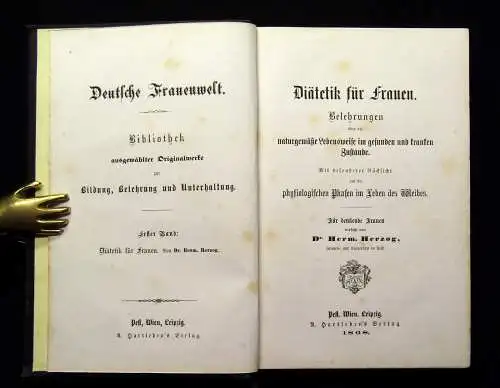 Deutsche Frauenwelt.
Bibliothek
ausgewählter Originalwerke
zur
Bildung, Belehrung und Unterhaltung.
Erster Band:
Diätetik für Frauen. Von Dr. Herm. Herzog.
Diätetik für Frauen.
Belehrungen
über die
naturgemäße Lebensweise im gesunden und kranken
Zustande.
Mit besonderer Rücksicht
auf die
physiologischen Phasen im Leben des Weibes.
Für denkende Frauen
verfaßt von
Dr. Herm. Herzog,
Pest, Wien, Leipzig.
A. Hartleben's Verlag
Pest, Wien, Leipzig.
A. Hartleben's Verlag
1868.